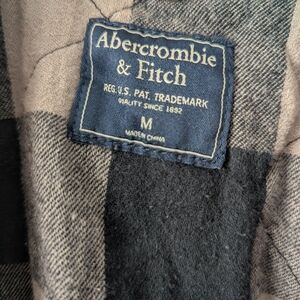 Abercrombie
& Fitch
REG. U.S. PAT. TRADEMARK
QUALITY SINCE 1892
M
MADE IN CHINA